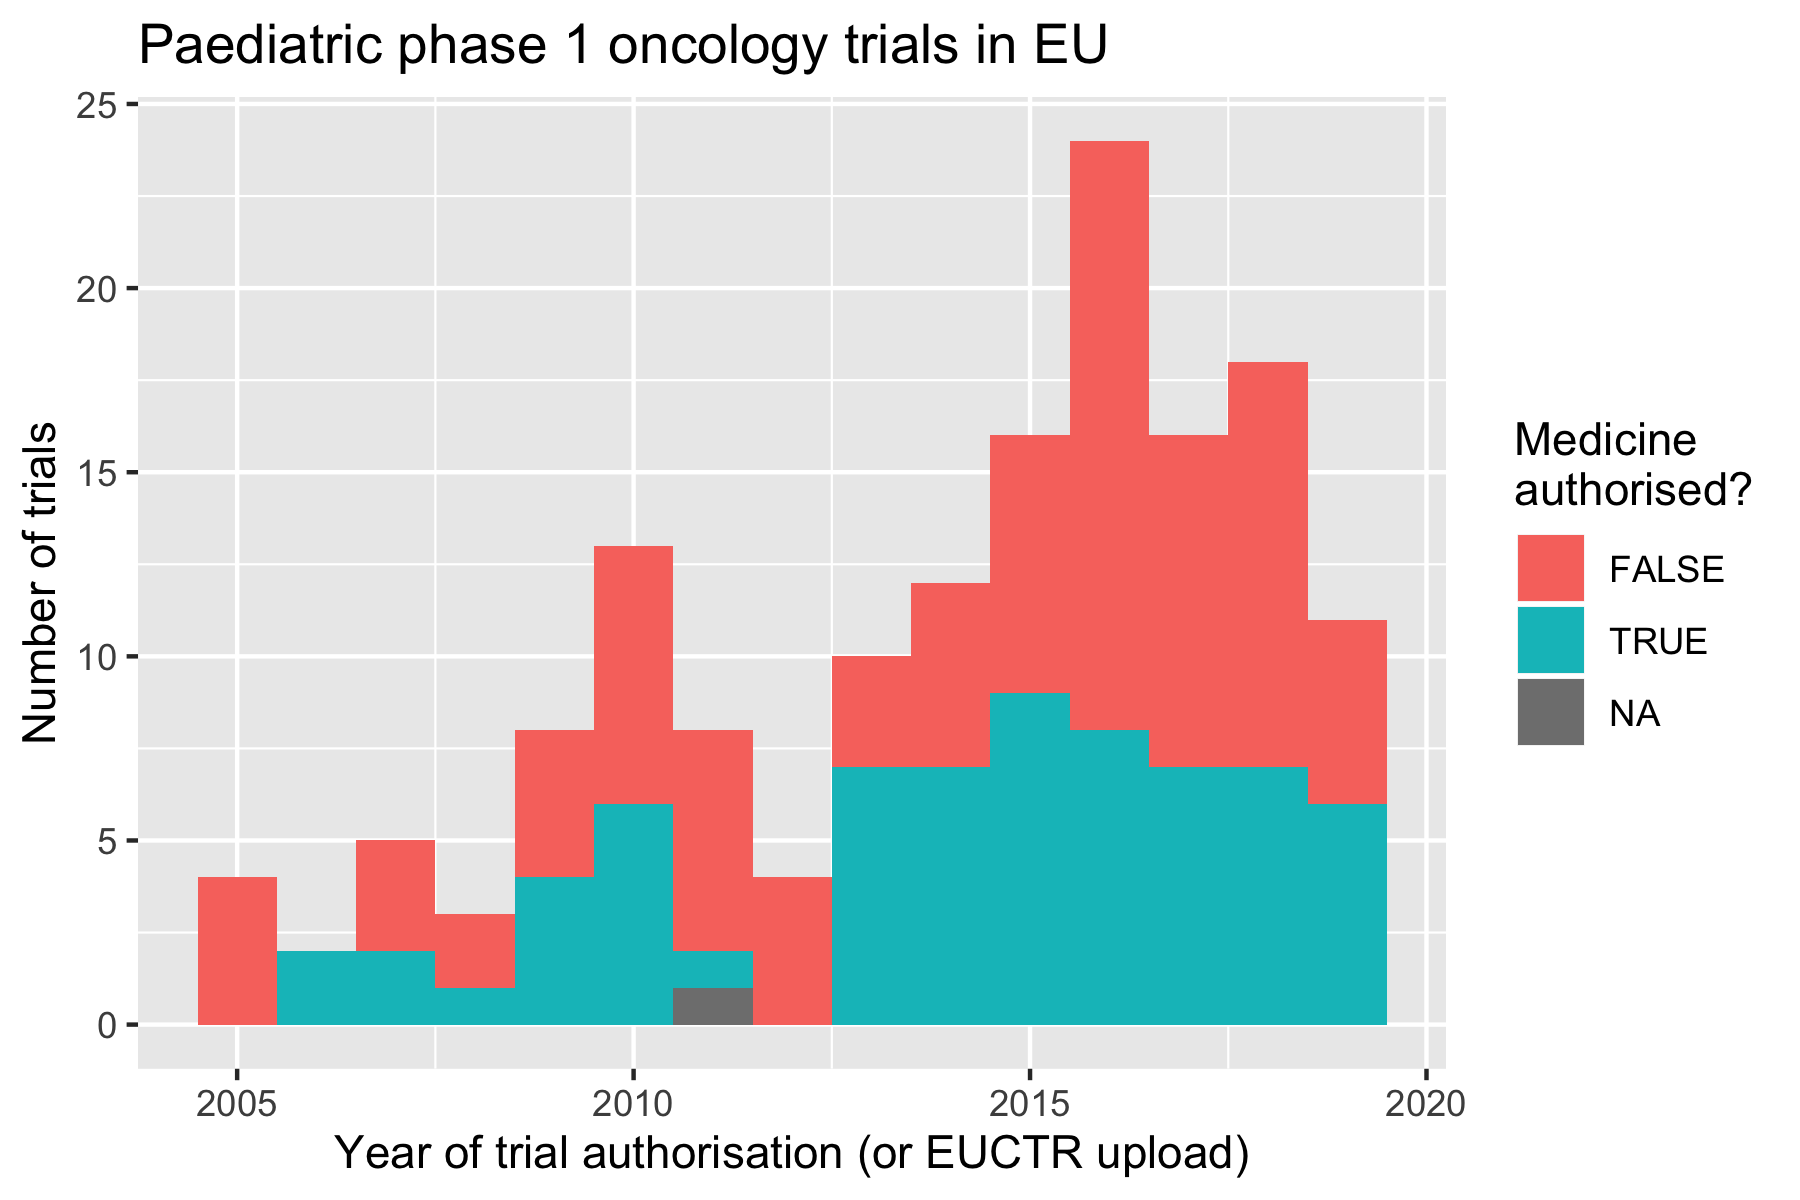 Paediatric phase 1 oncology trials in EU
25
20
15
10
5
0
Number of trials
2005 2010 2015 2020
Year of trial authorisation (or EUCTR upload)
Medicine
authorised?
FALSE
TRUE
NA